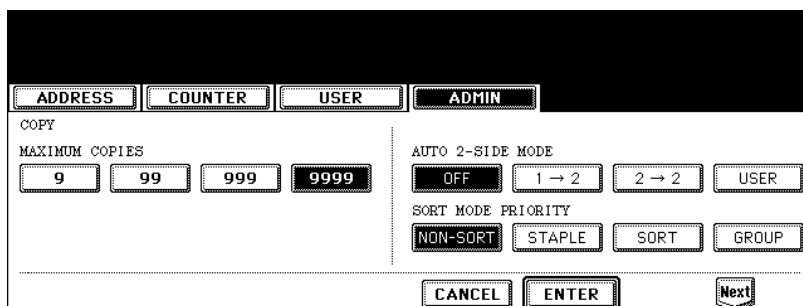 ADDRESS COUNTER USER ADMIN
COPY
MAXIMUM COPIES
9 99 999 9999
AUTO 2-SIDE MODE
OFF 1 → 2 2 → 2 USER
SORT MODE PRIORITY
NON-SORT STAPLE SORT GROUP
CANCEL ENTER Next